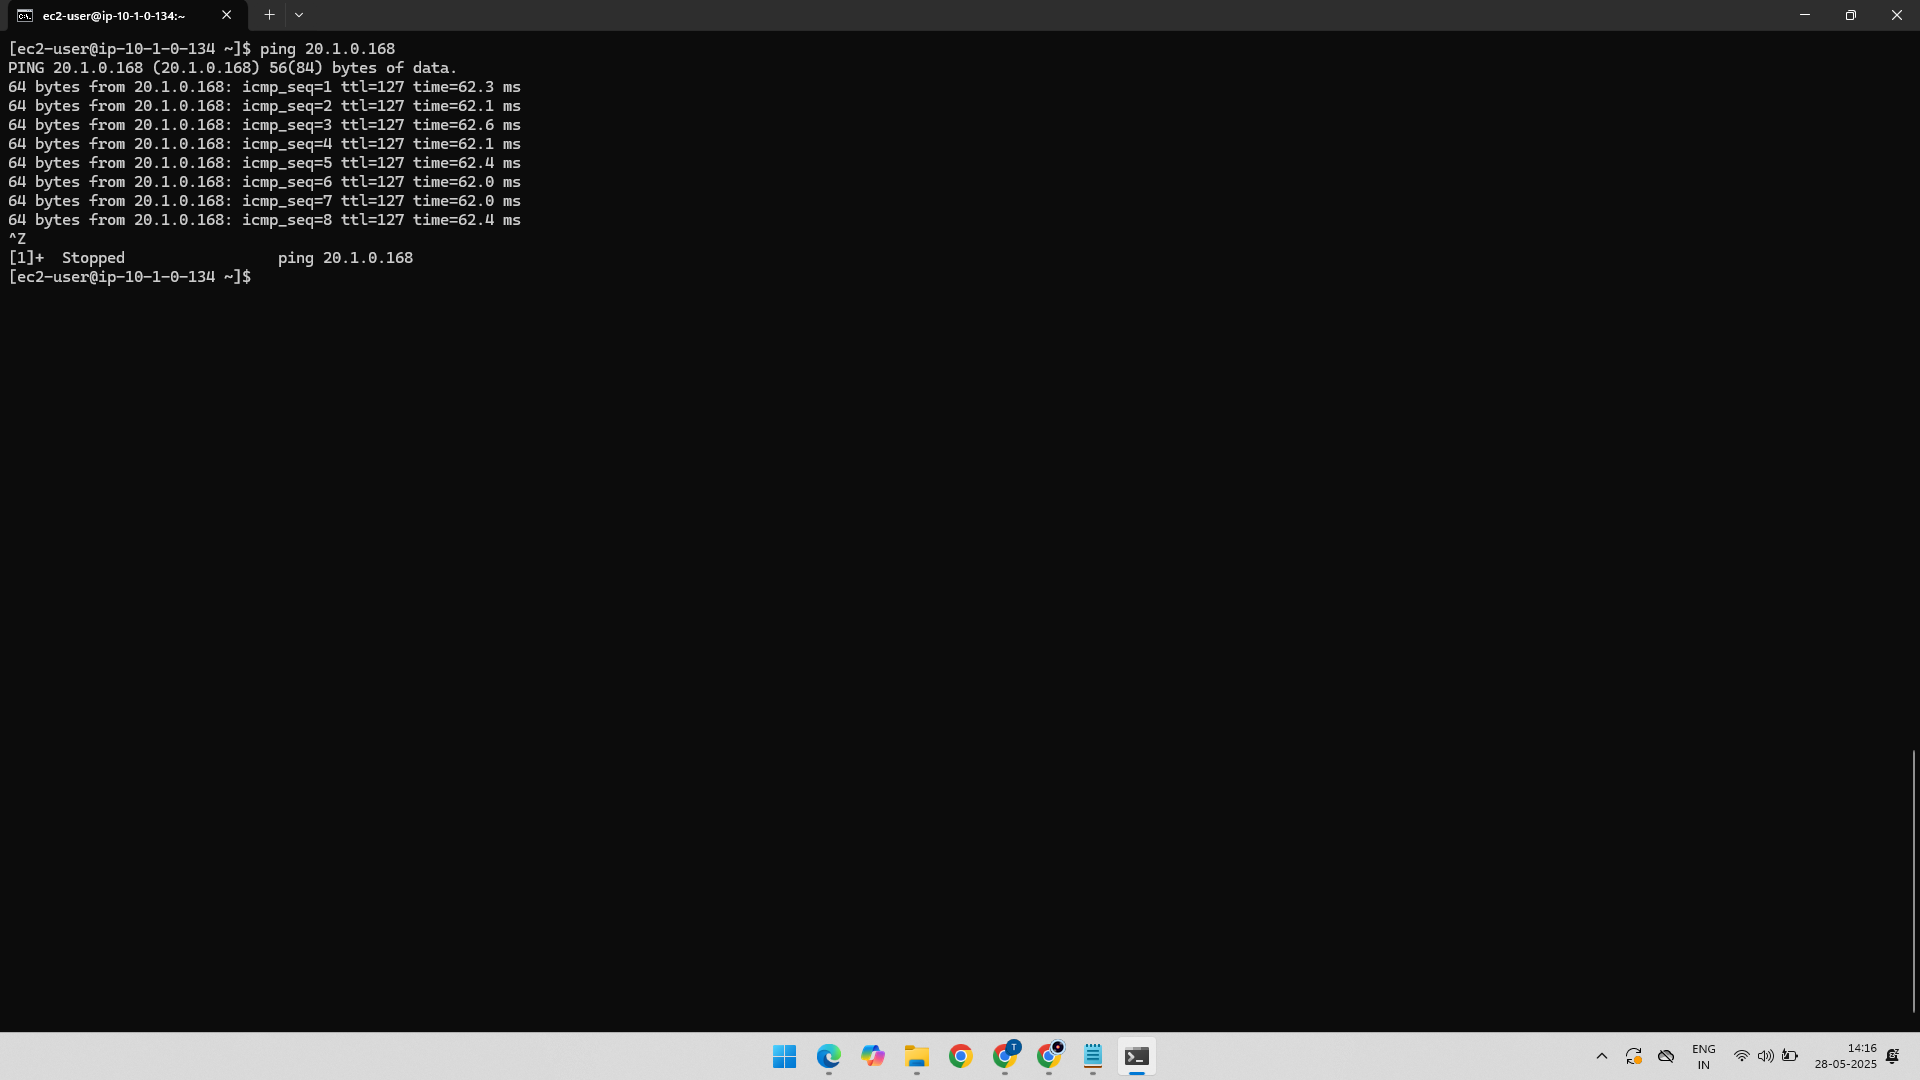 ec2-user@ip-10-1-0-134:~
[ec2-user@ip-10-1-0-134 ~]$ ping 20.1.0.168
PING 20.1.0.168 (20.1.0.168) 56(84) bytes of data.
64 bytes from 20.1.0.168: icmp_seq=1 ttl=127 time=62.3 ms
64 bytes from 20.1.0.168: icmp_seq=2 ttl=127 time=62.1 ms
64 bytes from 20.1.0.168: icmp_seq=3 ttl=127 time=62.6 ms
64 bytes from 20.1.0.168: icmp_seq=4 ttl=127 time=62.1 ms
64 bytes from 20.1.0.168: icmp_seq=5 ttl=127 time=62.4 ms
64 bytes from 20.1.0.168: icmp_seq=6 ttl=127 time=62.0 ms
64 bytes from 20.1.0.168: icmp_seq=7 ttl=127 time=62.0 ms
64 bytes from 20.1.0.168: icmp_seq=8 ttl=127 time=62.4 ms
^Z
[1]+  Stopped                 ping 20.1.0.168
[ec2-user@ip-10-1-0-134 ~]$
T
ENG
IN
14:16
28-05-2025